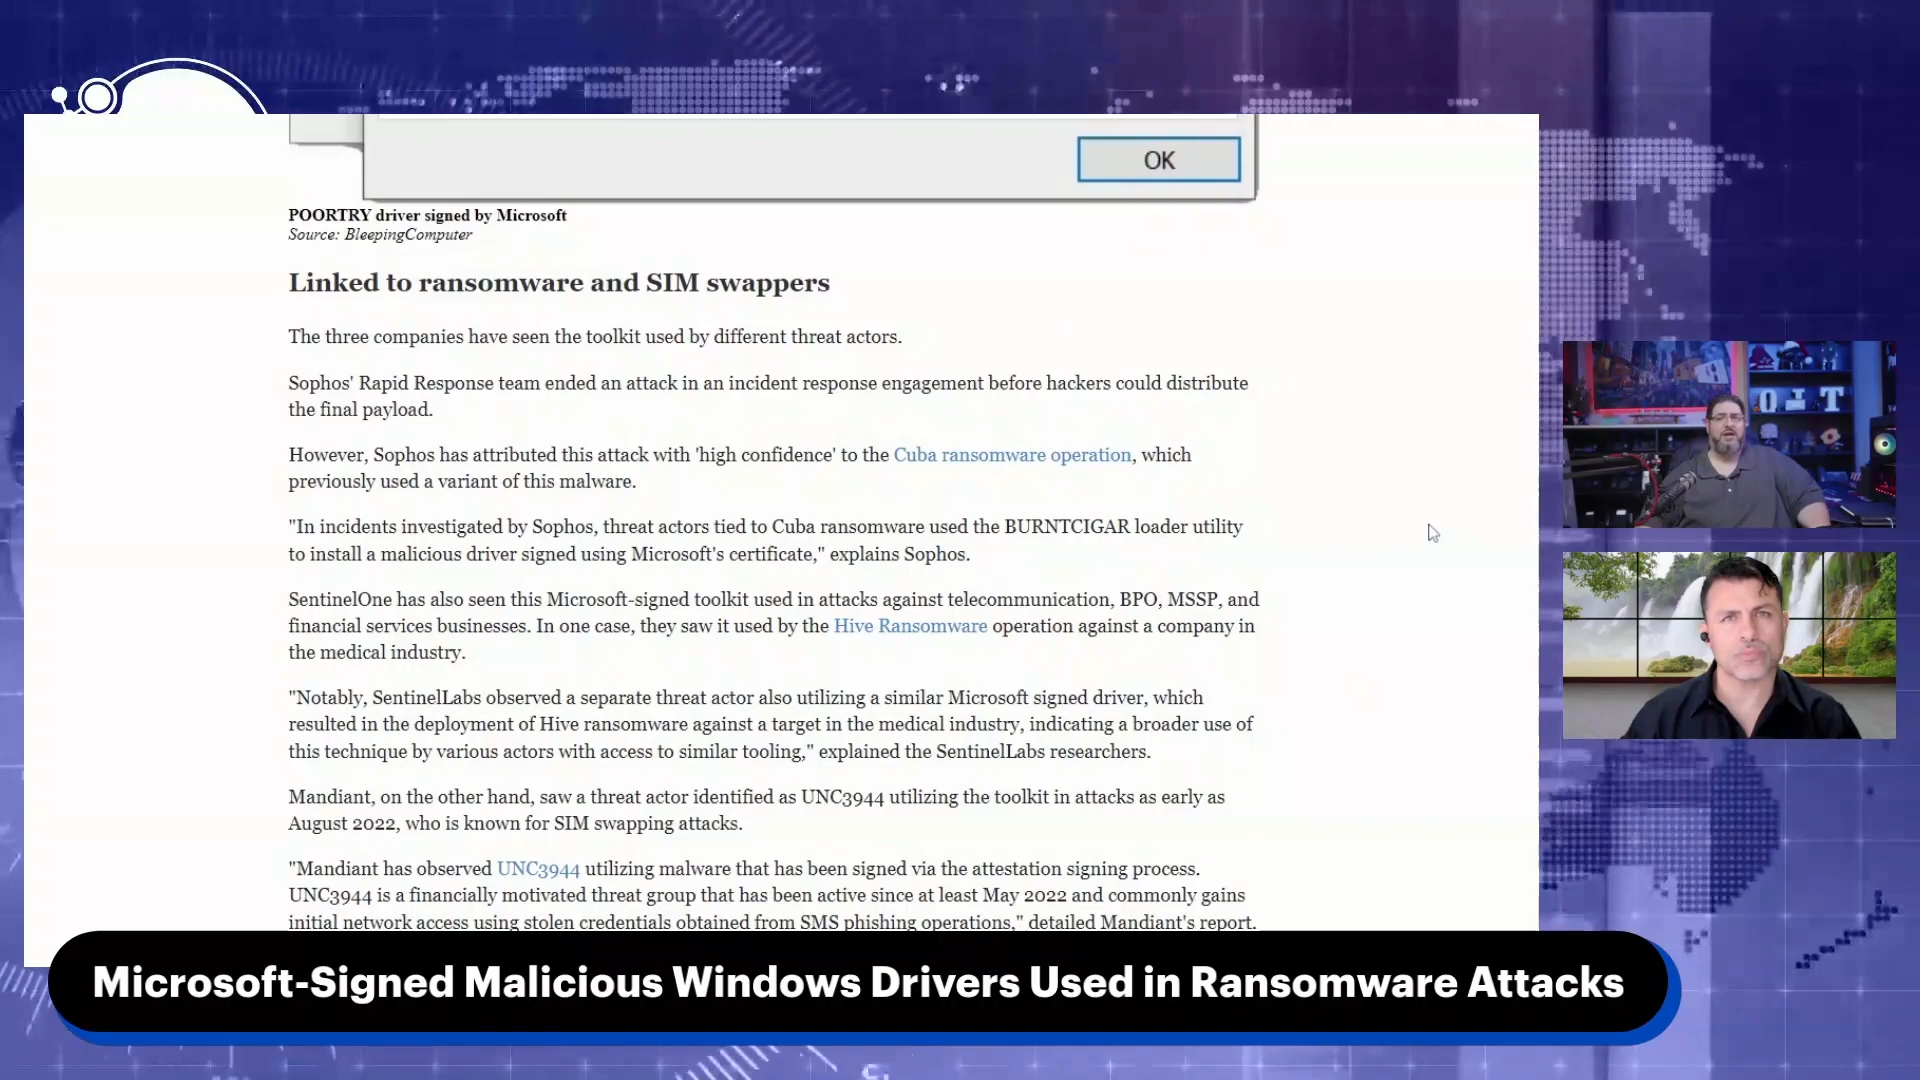 OK
POORTRY driver signed by Microsoft
Source: BleepingComputer
Linked to ransomware and SIM swappers
The three companies have seen the toolkit used by different threat actors.
Sophos' Rapid Response team ended an attack in an incident response engagement before hackers could distribute
the final payload.
However, Sophos has attributed this attack with 'high confidence' to the Cuba ransomware operation, which
previously used a variant of this malware.
"In incidents investigated by Sophos, threat actors tied to Cuba ransomware used the BURNTCIGAR loader utility
to install a malicious driver signed using Microsoft's certificate," explains Sophos.
SentinelOne has also seen this Microsoft-signed toolkit used in attacks against telecommunication, BPO, MSSP, and
financial services businesses. In one case, they saw it used by the Hive Ransomware operation against a company in
the medical industry.
"Notably, SentinelLabs observed a separate threat actor also utilizing a similar Microsoft signed driver, which
resulted in the deployment of Hive ransomware against a target in the medical industry, indicating a broader use of
this technique by various actors with access to similar tooling," explained the SentinelLabs researchers.
Mandiant, on the other hand, saw a threat actor identified as UNC3944 utilizing the toolkit in attacks as early as
August 2022, who is known for SIM swapping attacks.
"Mandiant has observed UNC3944 utilizing malware that has been signed via the attestation signing process.
UNC3944 is a financially motivated threat group that has been active since at least May 2022 and commonly gains
initial network access using stolen credentials obtained from SMS phishing operations," detailed Mandiant's report.
Microsoft-Signed Malicious Windows Drivers Used in Ransomware Attacks